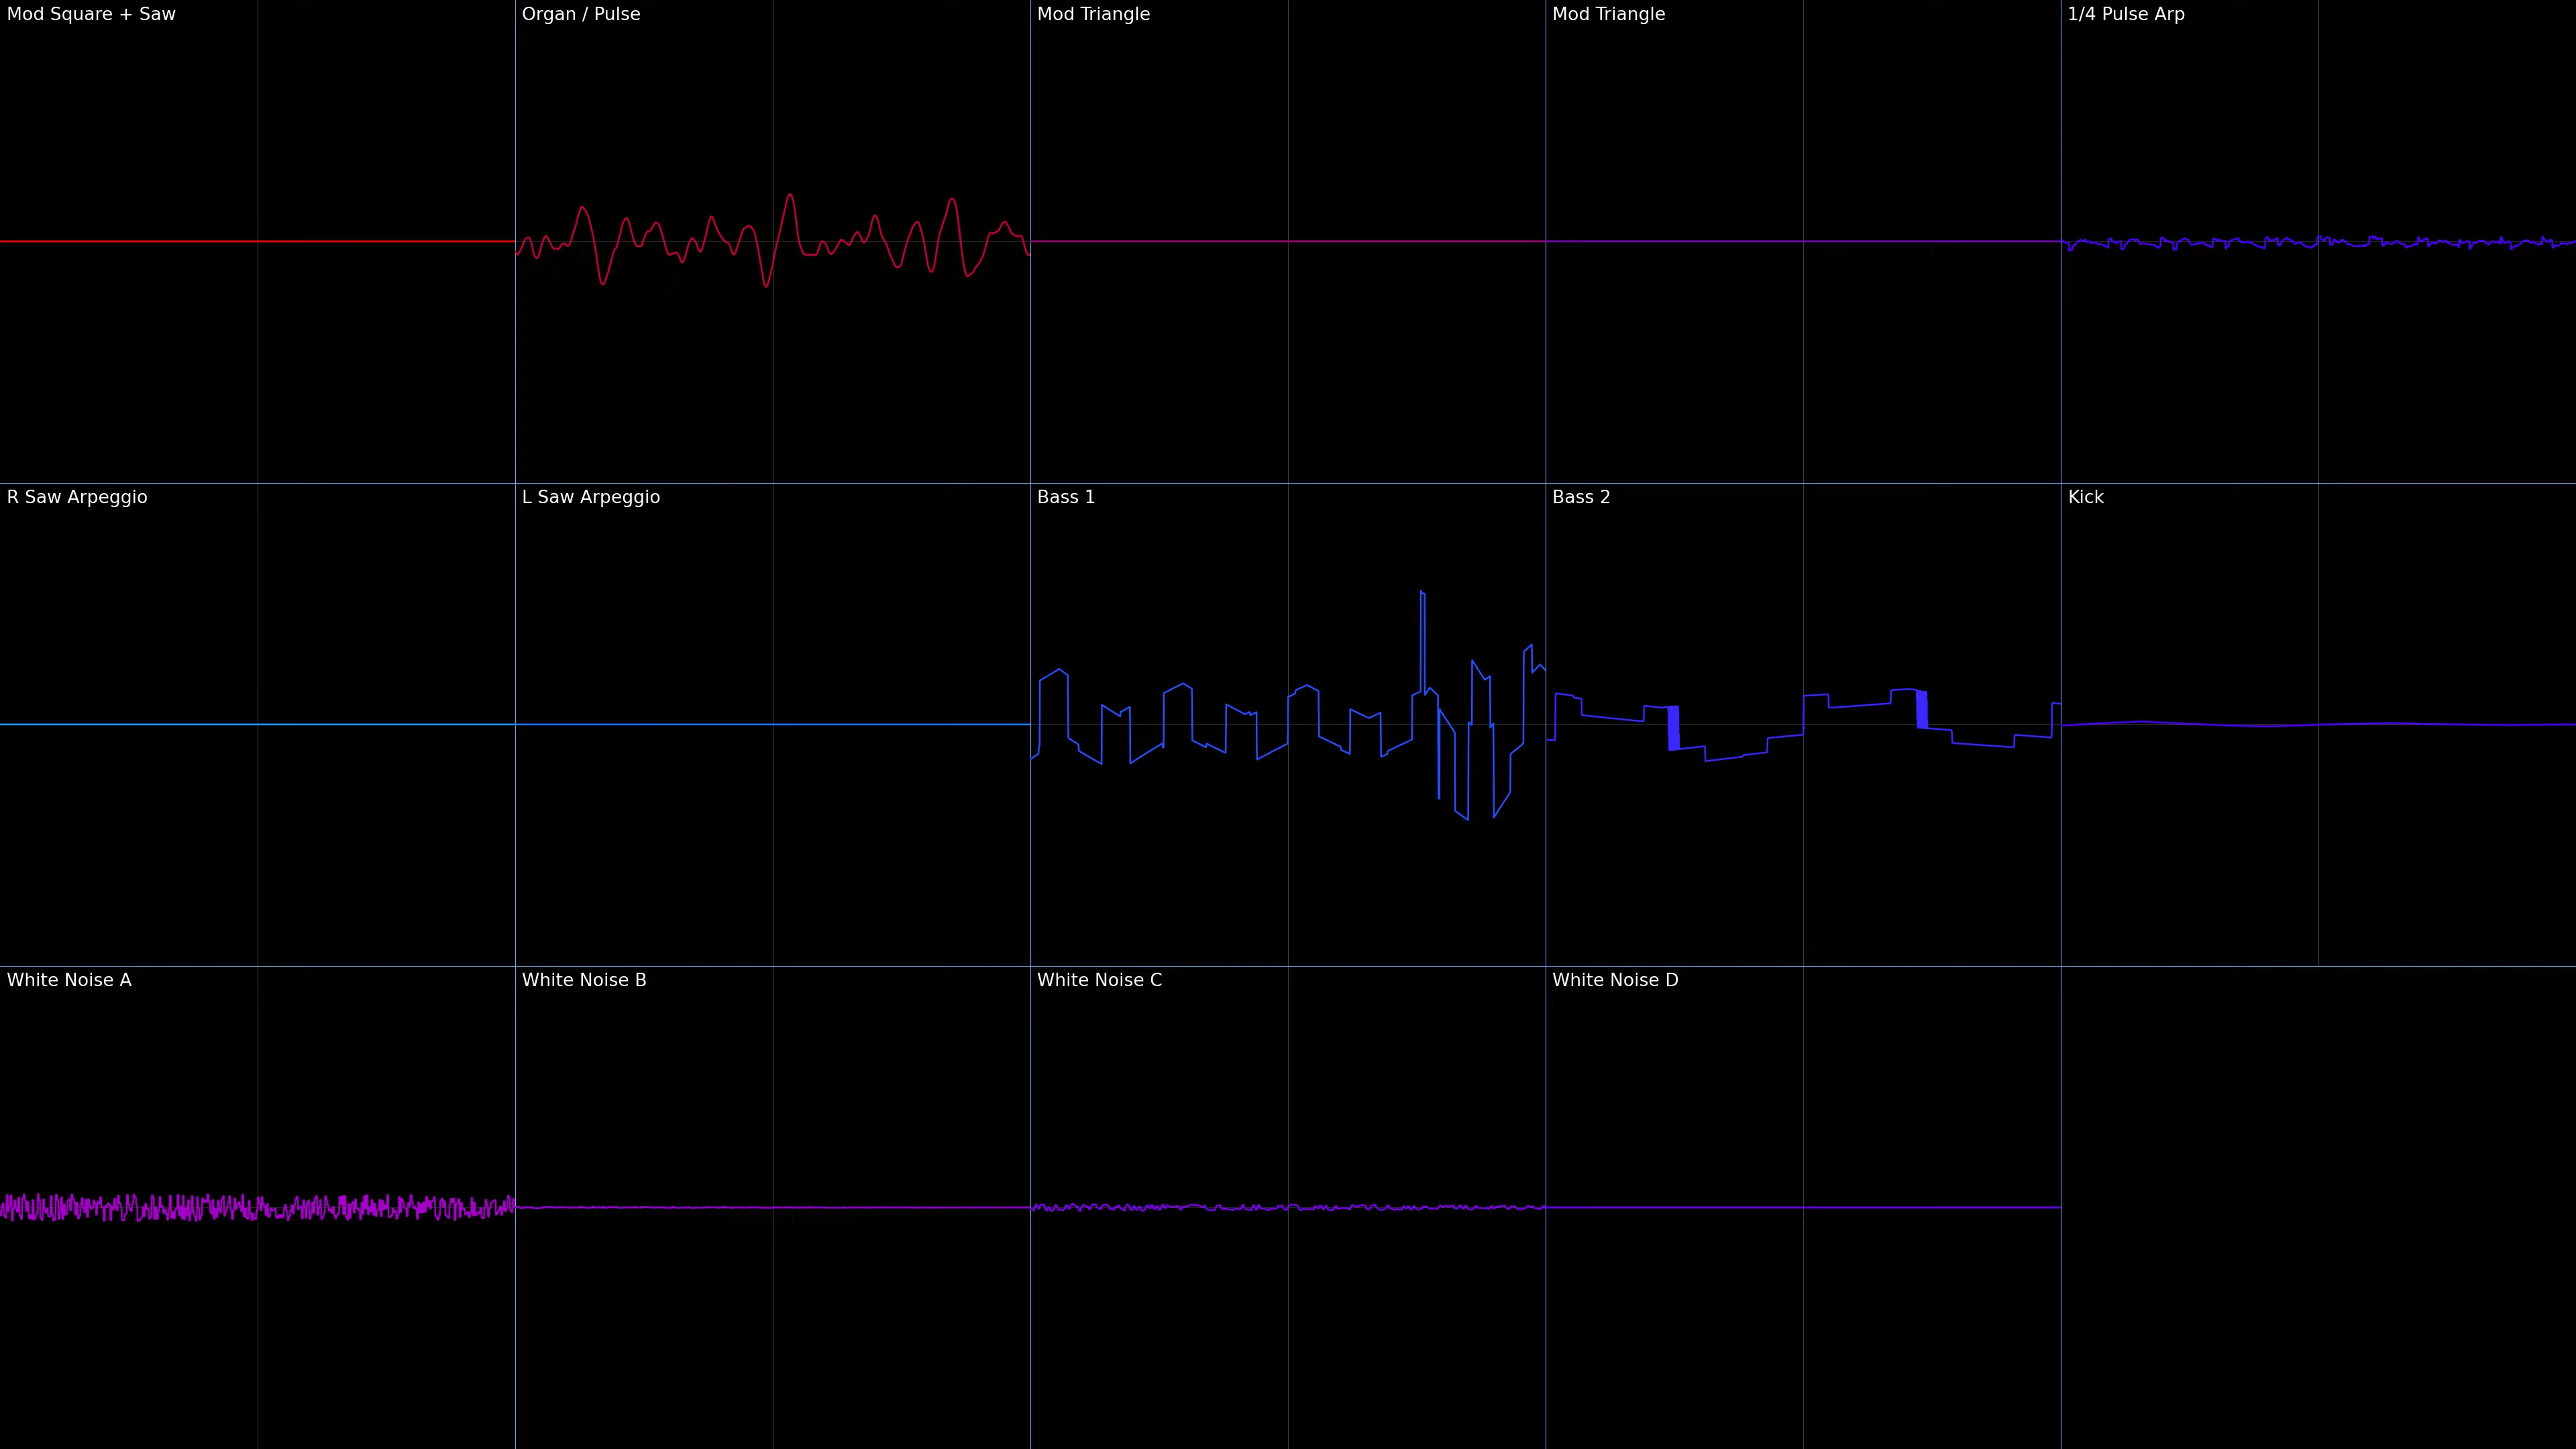 Mod Square + Saw
Organ / Pulse
Mod Triangle
Mod Triangle
1/4 Pulse Arp
R Saw Arpeggio
L Saw Arpeggio
Bass 1
Bass 2
Kick
White Noise A
White Noise B
White Noise C
White Noise D